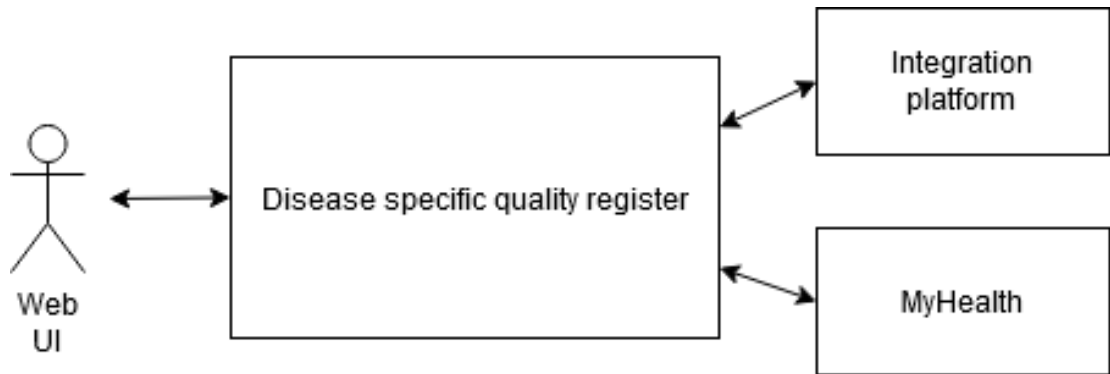 Web
UI
Disease specific quality register
Integration
platform
MyHealth